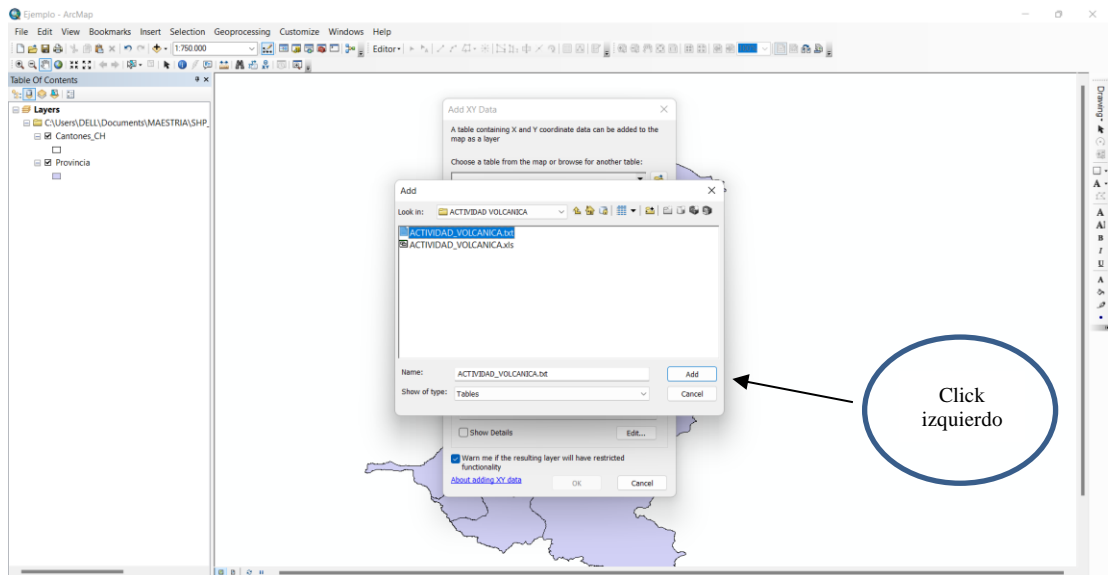 Ejemplo - ArcMap
File Edit View Bookmarks Insert Selection Geoprocessing Customize Windows Help
1:750.000
Editor
Table Of Contents
Layers
C:\Users\DELL\Documents\MAESTRIA\SHP_
Cantones_CH
Provincia
Add XY Data
A table containing X and Y coordinate data can be added to the
map as a layer
Choose a table from the map or browse for another table:
Add
Look in: ACTIVIDAD VOLCANICA
ACTIVIDAD_VOLCANICA.txt
ACTIVIDAD_VOLCANICA.xls
Name: ACTIVIDAD_VOLCANICA.txt Add
Show of type: Tables Cancel
Show Details Edit...
Warn me if the resulting layer will have restricted
functionality
About adding XY data OK Cancel
Click
izquierdo
Drawing
A
A
A
B
I
U
A